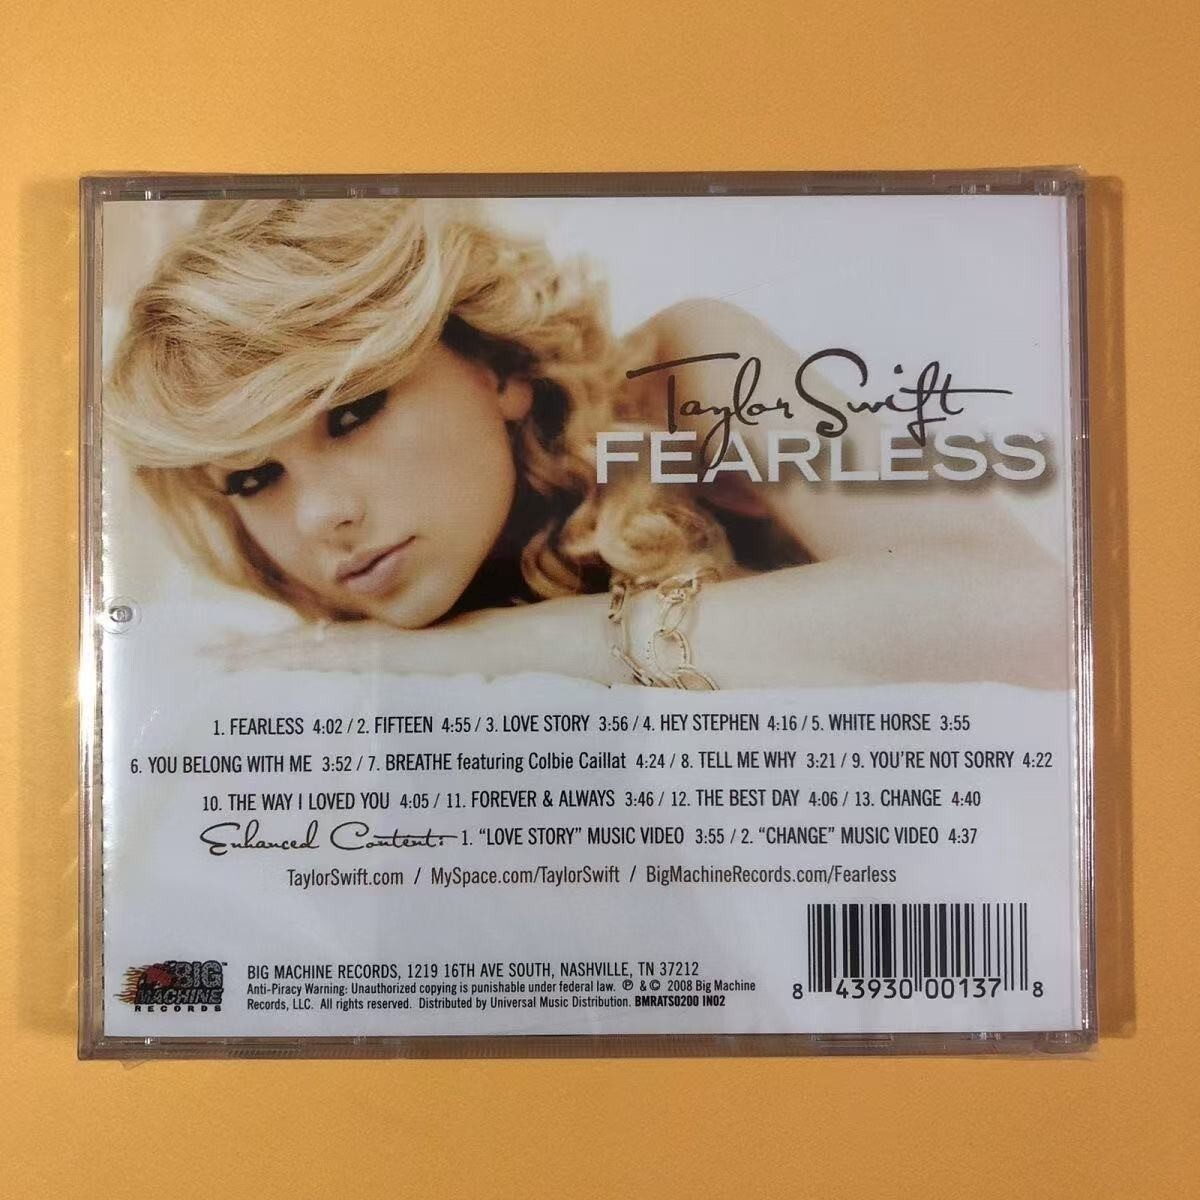 Taylor Swift
FEARLESS
1. FEARLESS 4:02 / 2. FIFTEEN 4:55 / 3. LOVE STORY 3:56 / 4. HEY STEPHEN 4:16 / 5. WHITE HORSE 3:55
6. YOU BELONG WITH ME 3:52 / 7. BREATHE featuring Colbie Caillat 4:24 / 8. TELL ME WHY 3:21 / 9. YOU'RE NOT SORRY 4:22
10. THE WAY I LOVED YOU 4:05 / 11. FOREVER & ALWAYS 3:46 / 12. THE BEST DAY 4:06 / 13. CHANGE 4:40
Enhanced Content: 1. “LOVE STORY” MUSIC VIDEO 3:55 / 2. “CHANGE” MUSIC VIDEO 4:37
TaylorSwift.com / MySpace.com/TaylorSwift / BigMachineRecords.com/Fearless
BIG
MACHINE
RECORDS
BIG MACHINE RECORDS, 1219 16TH AVE SOUTH, NASHVILLE, TN 37212
Anti-Piracy Warning: Unauthorized copying is punishable under federal law. ℗ & © 2008 Big Machine
Records, LLC. All rights reserved. Distributed by Universal Music Distribution. BMRATS0200 IN02
8 43930 00137 8